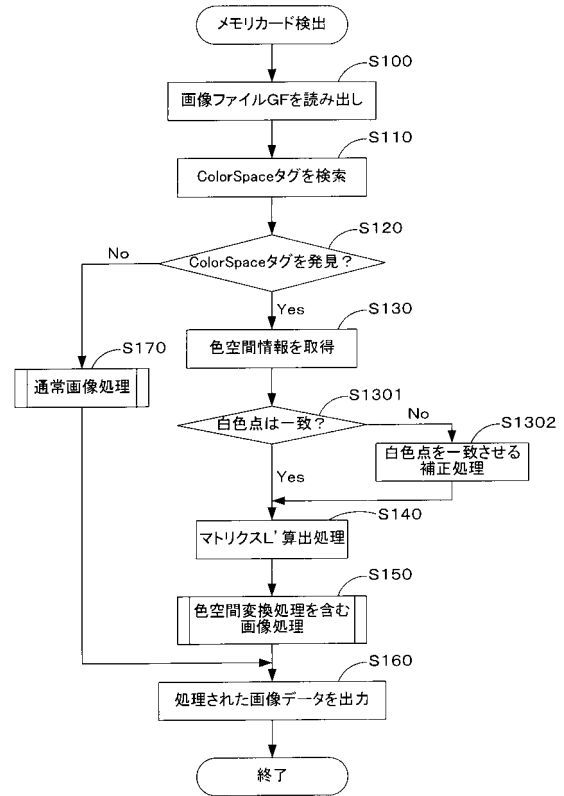 メモリカード検出
S100
画像ファイルGFを読み出し
S110
ColorSpaceタグを検索
S120
ColorSpaceタグを発見？
No
Yes
S130
色空間情報を取得
S170
通常画像処理
S1301
白色点は一致？
No
S1302
白色点を一致させる
補正処理
Yes
S140
マトリクスL'算出処理
S150
色空間変換処理を含む
画像処理
S160
処理された画像データを出力
終了